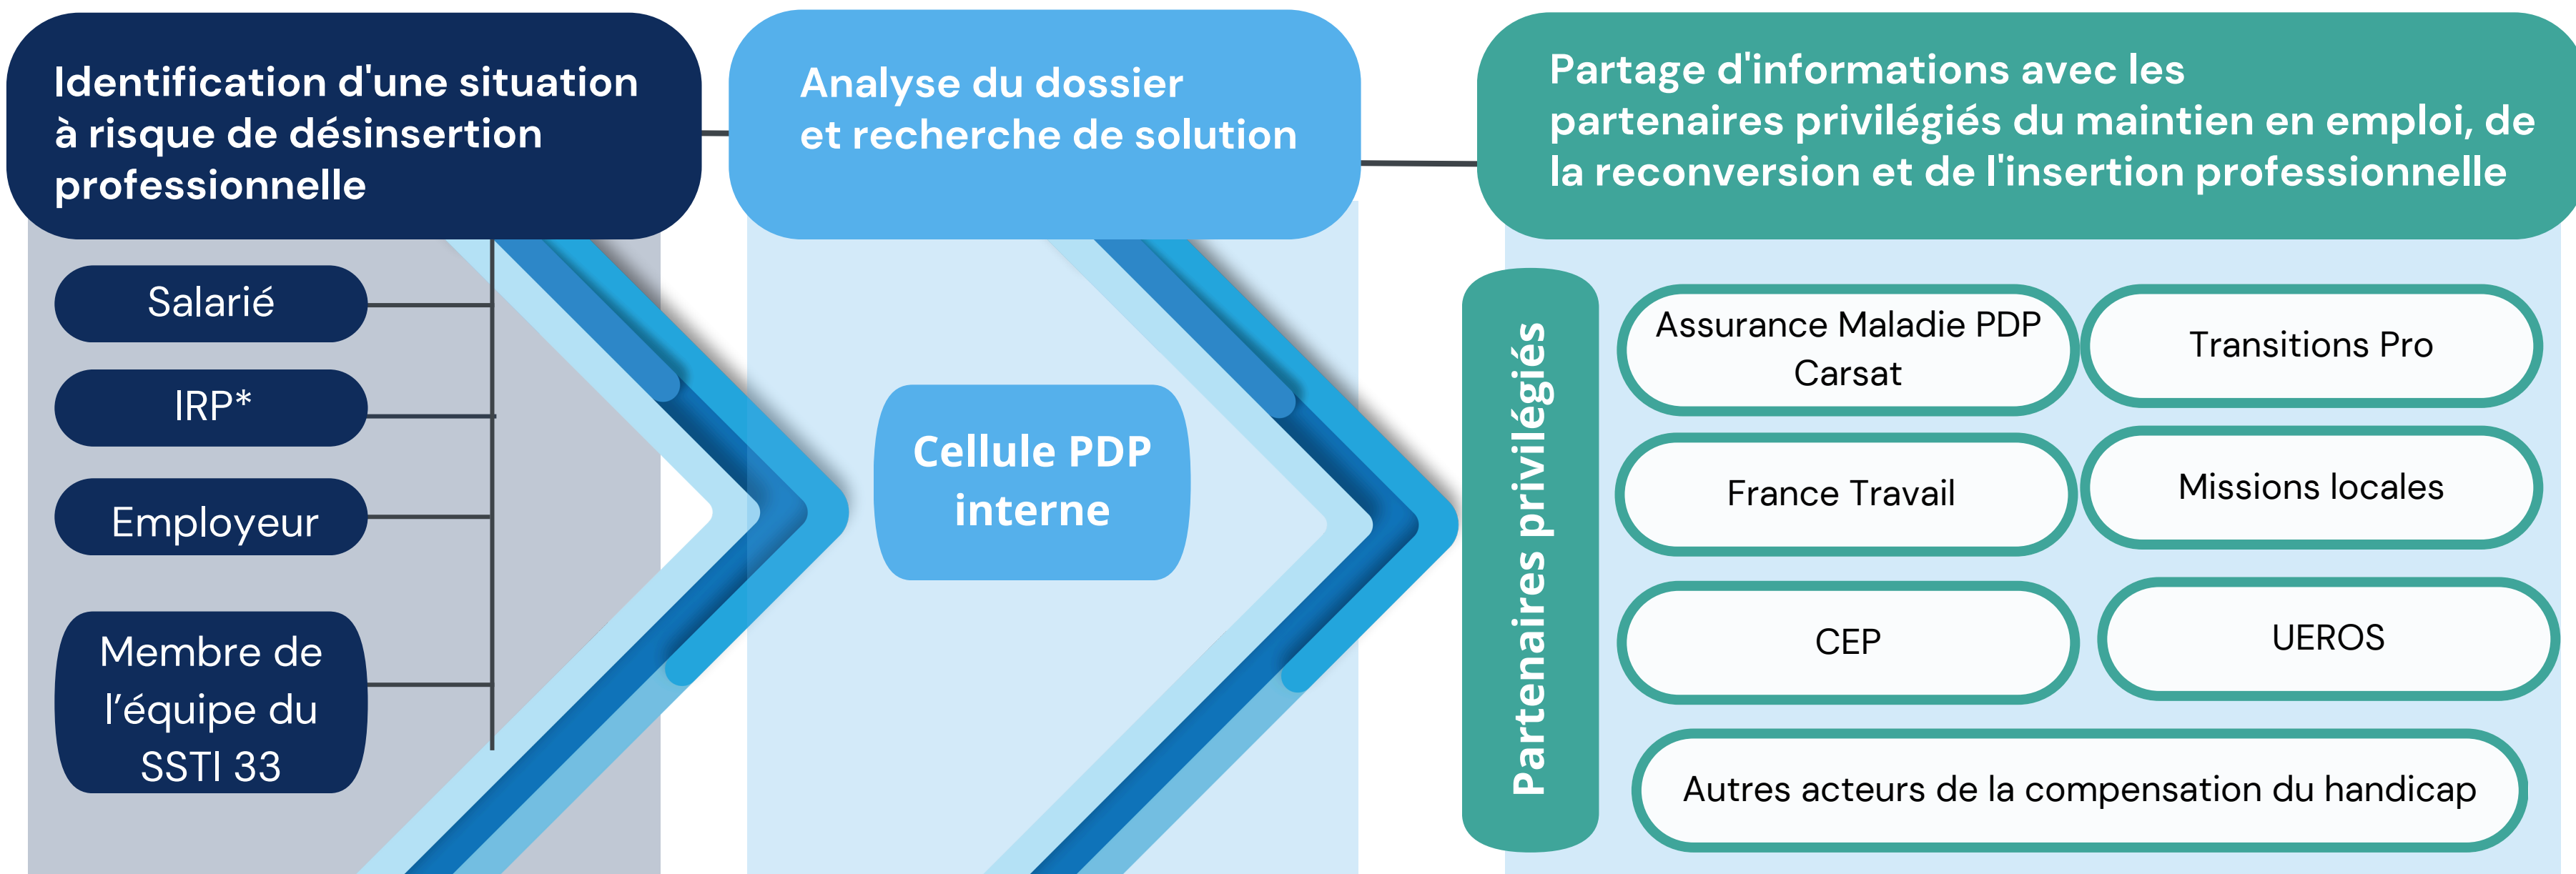 Identification d'une situation
à risque de désinsertion
professionnelle
Salarié
IRP*
Employeur
Membre de
l’équipe du
SSTI 33
Analyse du dossier
et recherche de solution
Cellule PDP
interne
Partage d'informations avec les
partenaires privilégiés du maintien en emploi, de
la reconversion et de l'insertion professionnelle
Partenaires privilégiés
Assurance Maladie PDP
Carsat
Transitions Pro
France Travail
Missions locales
CEP
UEROS
Autres acteurs de la compensation du handicap